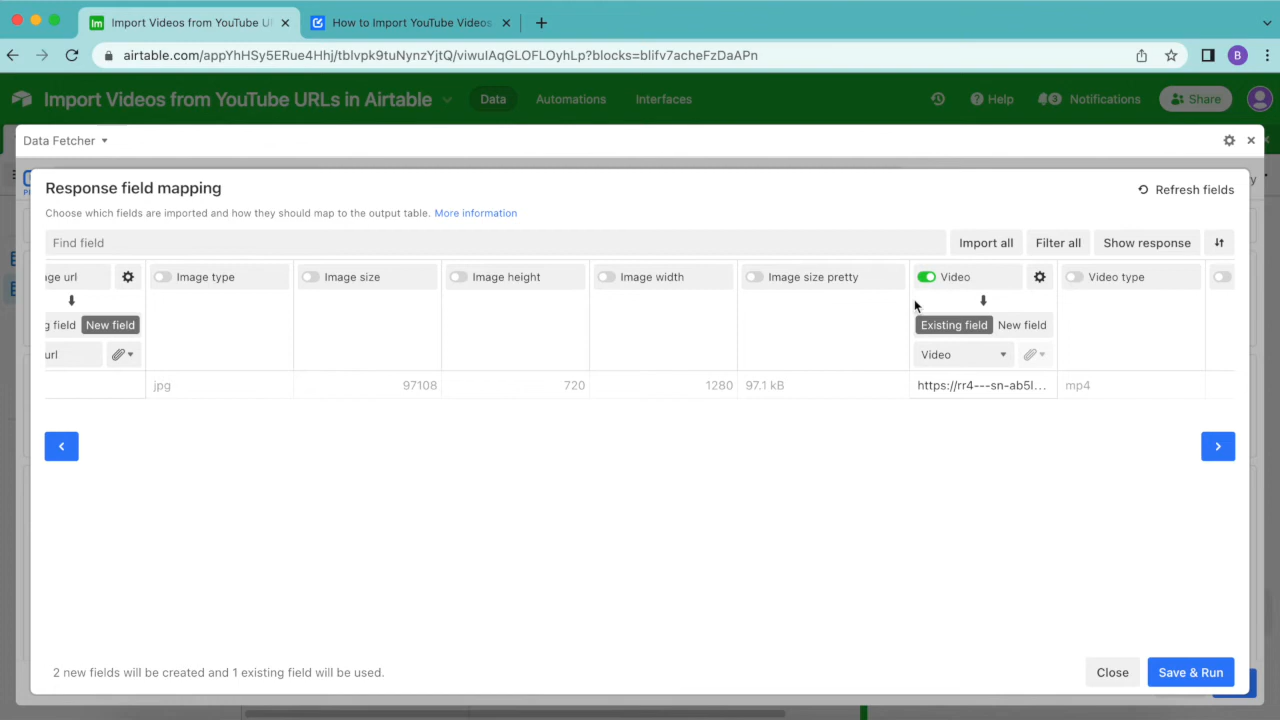 Import Videos from YouTube U
How to Import YouTube Videos
airtable.com/appYhHSy5ERue4Hhj/tblvpk9tuNynzYjtQ/viwuIAqGLOFLOyhLp?blocks=blifv7acheFzDaAPn
B
Import Videos from YouTube URLs in Airtable
Data
Automations
Interfaces
Help
3
Notifications
Share
Data Fetcher
Response field mapping
Refresh fields
Choose which fields are imported and how they should map to the output table. More information
Find field
Import all
Filter all
Show response
ge url
Image type
Image size
Image height
Image width
Image size pretty
Video
Video type
g field
New field
Existing field
New field
url
Video
jpg
97108
720
1280
97.1 kB
https://rr4---sn-ab5l...
mp4
2 new fields will be created and 1 existing field will be used.
Close
Save & Run